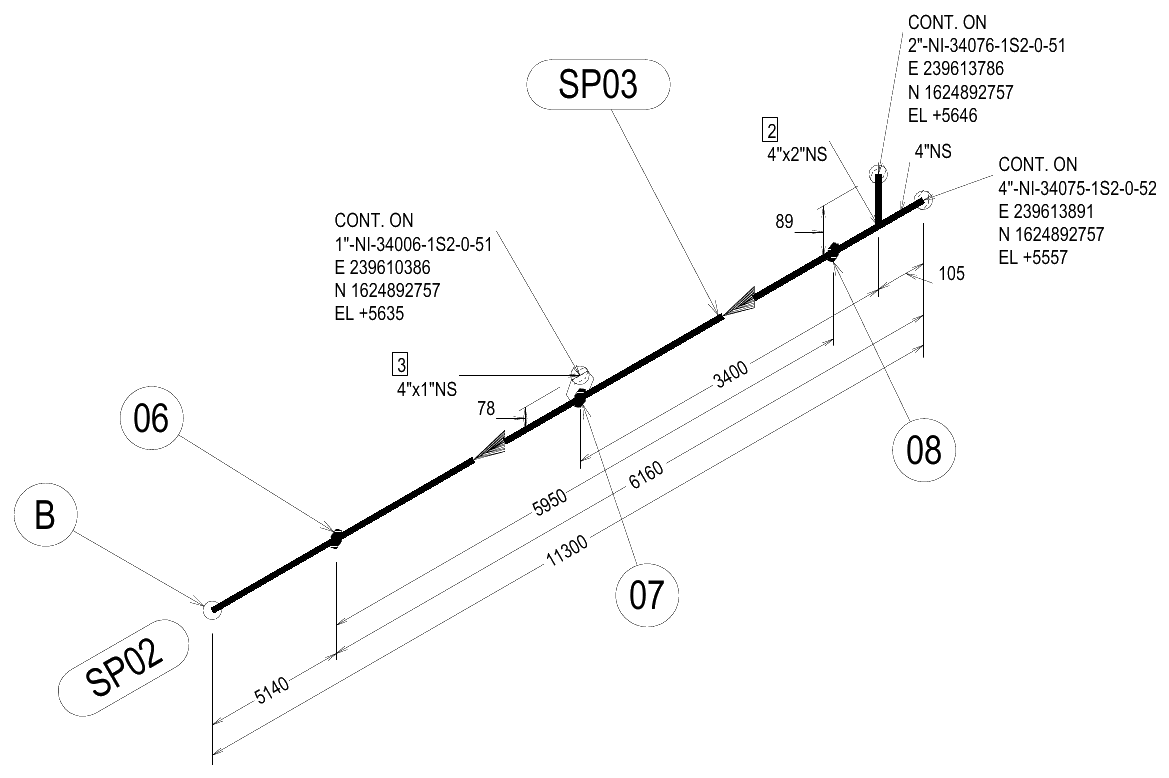 CONT. ON
2"-NI-34076-1S2-0-51
E 239613786
N 1624892757
EL +5646
SP03
2
4"x2"NS
4"NS
CONT. ON
4"-NI-34075-1S2-0-52
E 239613891
N 1624892757
EL +5557
89
105
CONT. ON
1"-NI-34006-1S2-0-51
E 239610386
N 1624892757
EL +5635
3
4"x1"NS
78
3400
06
08
5950
6160
11300
B
07
SP02
5140